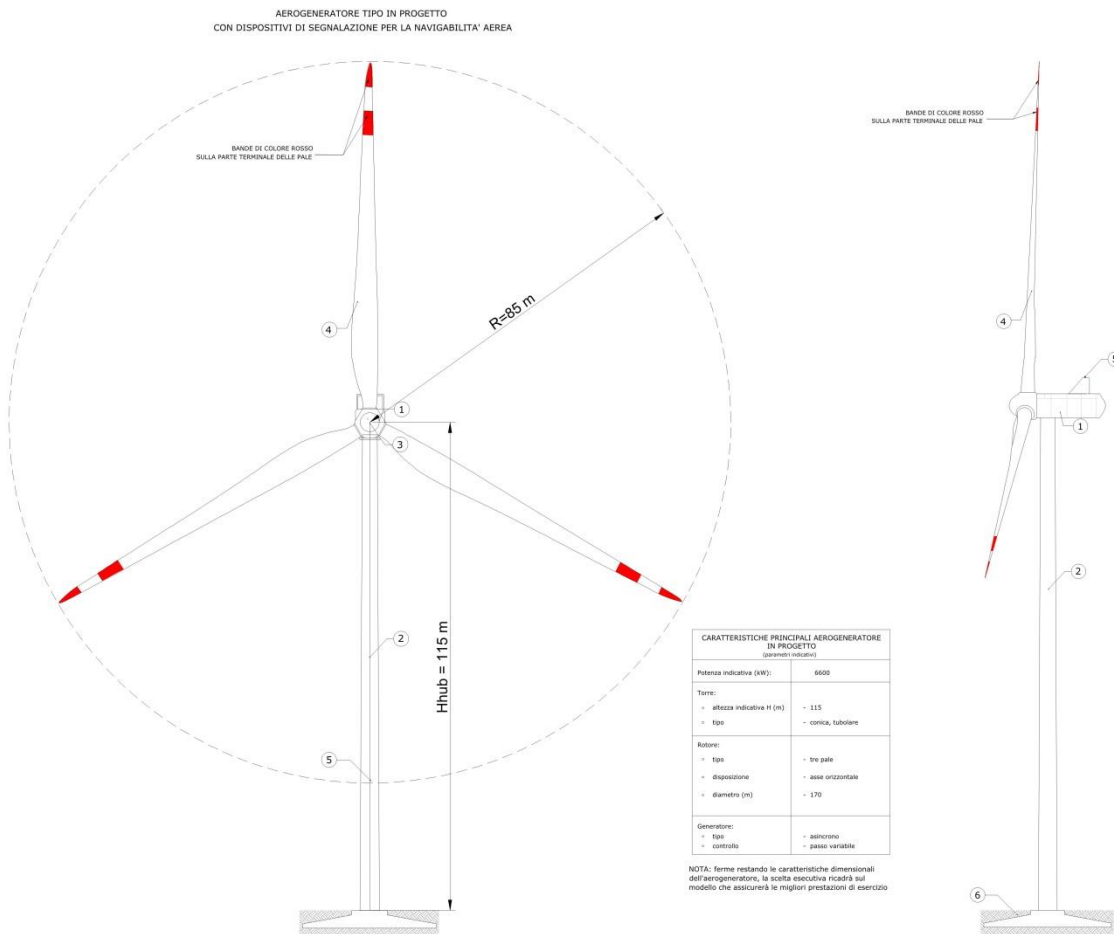 AEROGENERATORE TIPO IN PROGETTO
CON DISPOSITIVI DI SEGNALAZIONE PER LA NAVIGABILITA' AEREA
BANDE DI COLORE ROSSO
SULLA PARTE TERMINALE DELLE PALE
R=85 m
4
1
3
Hhub = 115 m
2
5
BANDE DI COLORE ROSSO
SULLA PARTE TERMINALE DELLE PALE
4
5
1
2
6
CARATTERISTICHE PRINCIPALI AEROGENERATORE
IN PROGETTO
(parametri indicativi)
Potenza indicativa (kW): 6600
Torre:
- altezza indicativa H (m) - 115
- tipo - conica, tubolare
Rotore:
- tipo - tre pale
- disposizione - asse orizzontale
- diametro (m) - 170
Generatore:
- tipo - asincrono
- controllo - passo variabile
NOTA: ferme restando le caratteristiche dimensionali
dell'aerogeneratore, la scelta esecutiva ricadrà sul
modello che assicurerà le migliori prestazioni di esercizio